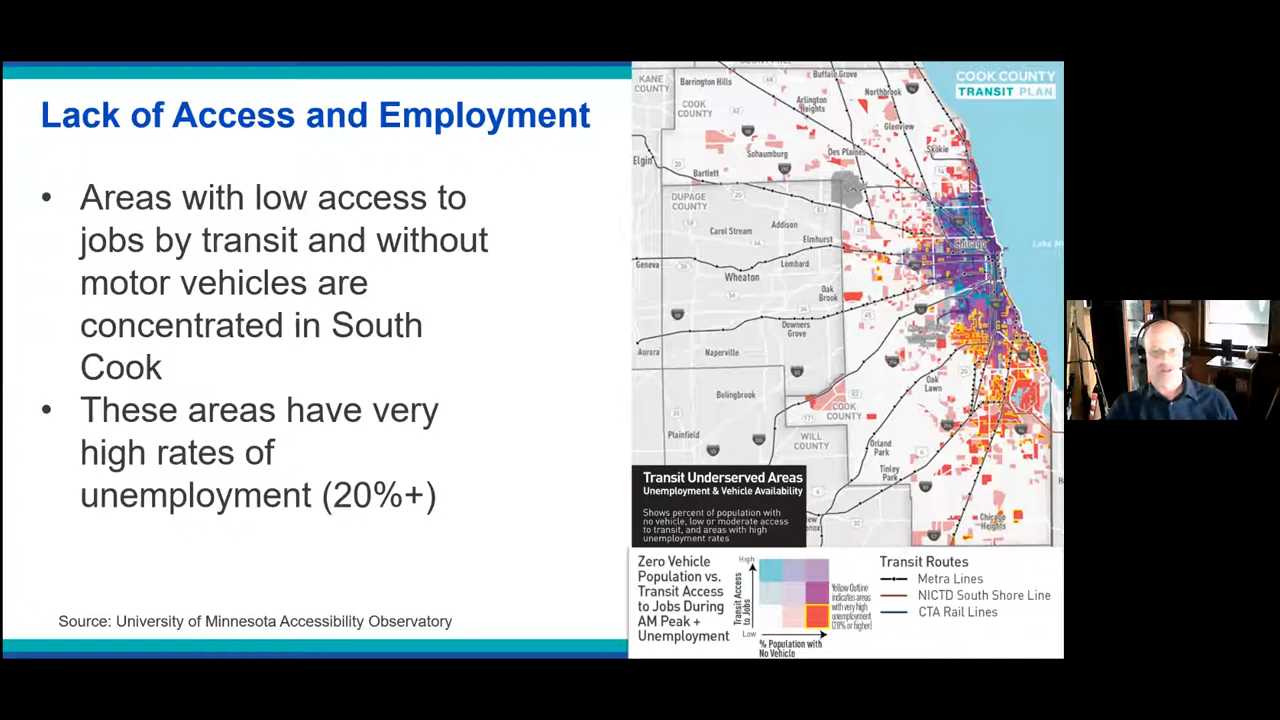 Lack of Access and Employment
• Areas with low access to
jobs by transit and without
motor vehicles are
concentrated in South
Cook
• These areas have very
high rates of
unemployment (20%+)
Source: University of Minnesota Accessibility Observatory
COOK COUNTY
TRANSIT PLAN
KANE
COUNTY
Barrington Hills
Buffalo Grove
COOK
COUNTY
Arlington
Heights
Northbrook
Glenview
Skokie
Elgin
Schaumburg
Des Plaines
Bartlett
DUPAGE
COUNTY
Addison
Carol Stream
Elmhurst
Chicago
Geneva
Lombard
Wheaton
Oak
Brook
Downers
Grove
Aurora
Naperville
Oak
Lawn
Bolingbrook
COOK
COUNTY
Plainfield
WILL
COUNTY
Orland
Park
Tinley
Park
Chicago
Heights
Transit Underserved Areas
Unemployment & Vehicle Availability
Shows percent of population with
no vehicle, low or moderate access
to transit, and areas with high
unemployment rates
Zero Vehicle
Population vs.
Transit Access
to Jobs During
AM Peak +
Unemployment
High
Transit Access
to Jobs
Low
% Population with
No Vehicle
Yellow Outline
indicates areas
with very high
unemployment
(20% or higher)
Transit Routes
Metra Lines
NICTD South Shore Line
CTA Rail Lines